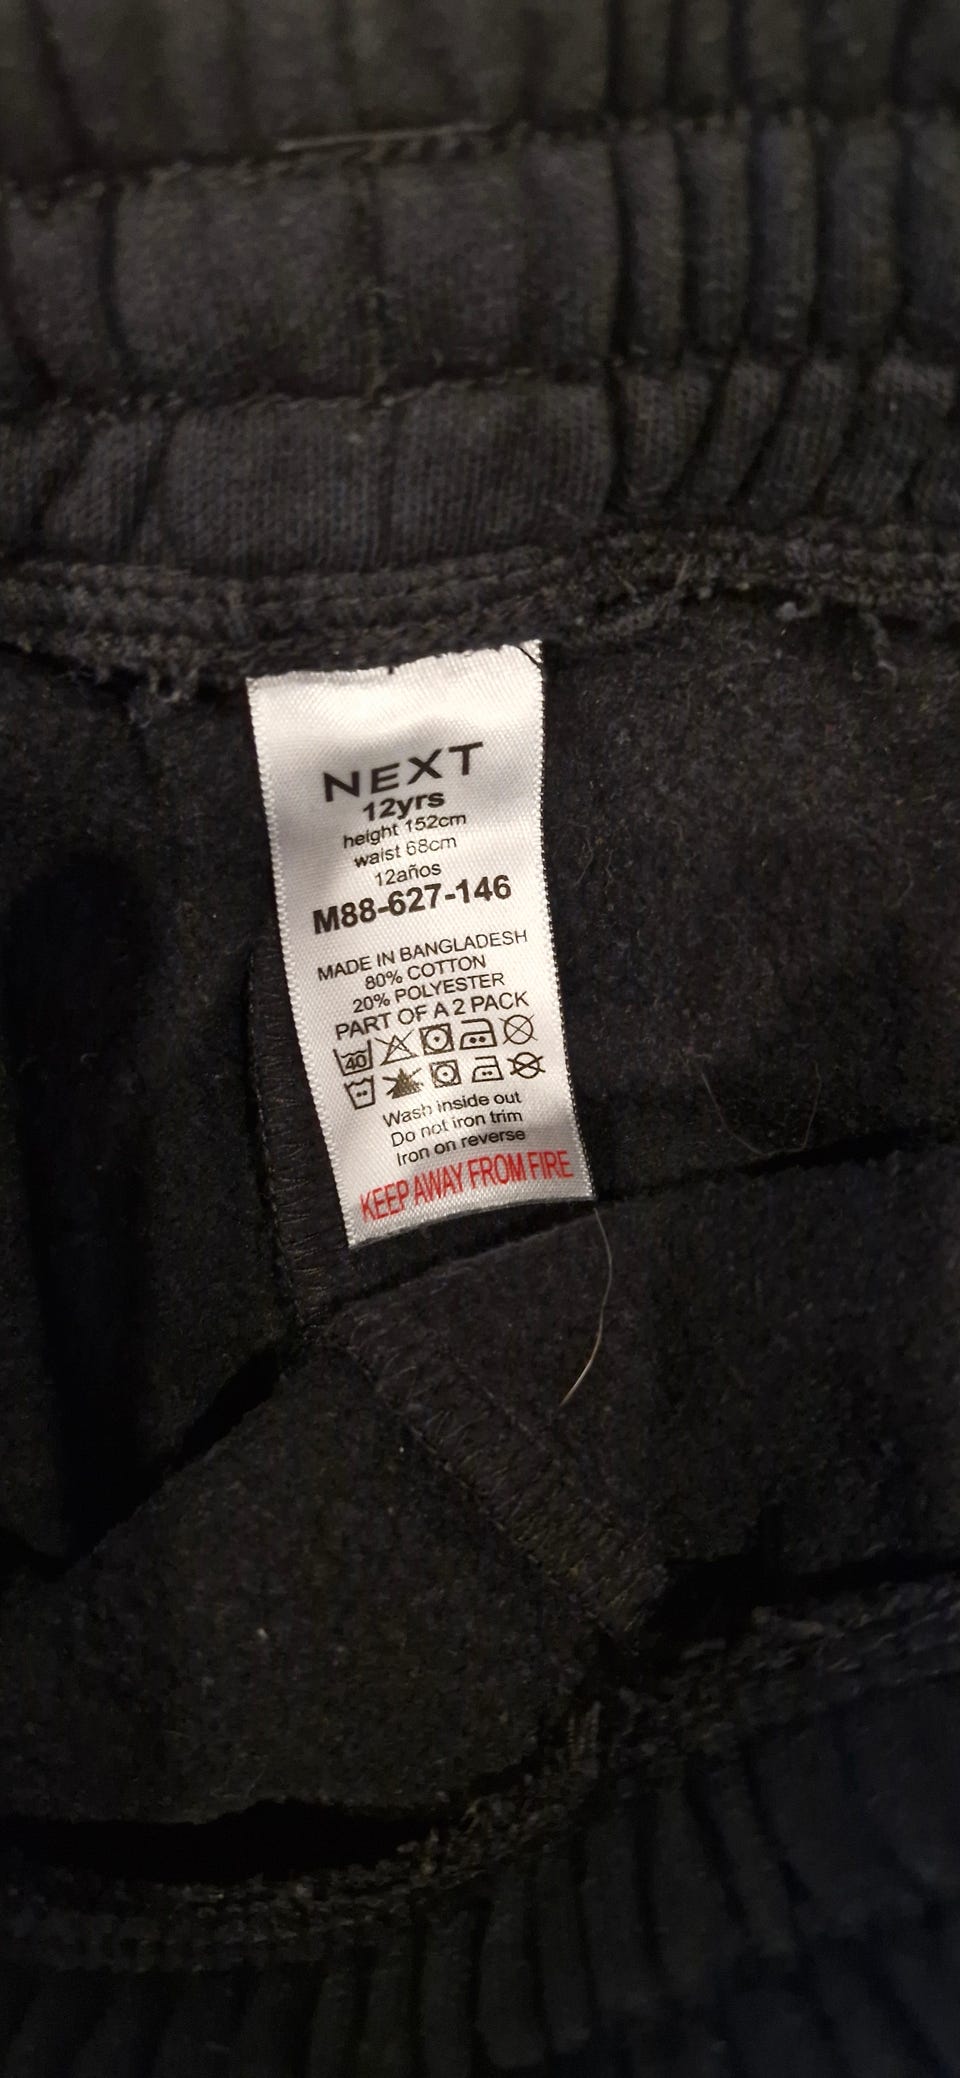 NEXT
12yrs
height 152cm
waist 68cm
12años
M88-627-146
MADE IN BANGLADESH
80% COTTON
20% POLYESTER
PART OF A 2 PACK
40
Wash inside out
Do not iron trim
Iron on reverse
KEEP AWAY FROM FIRE